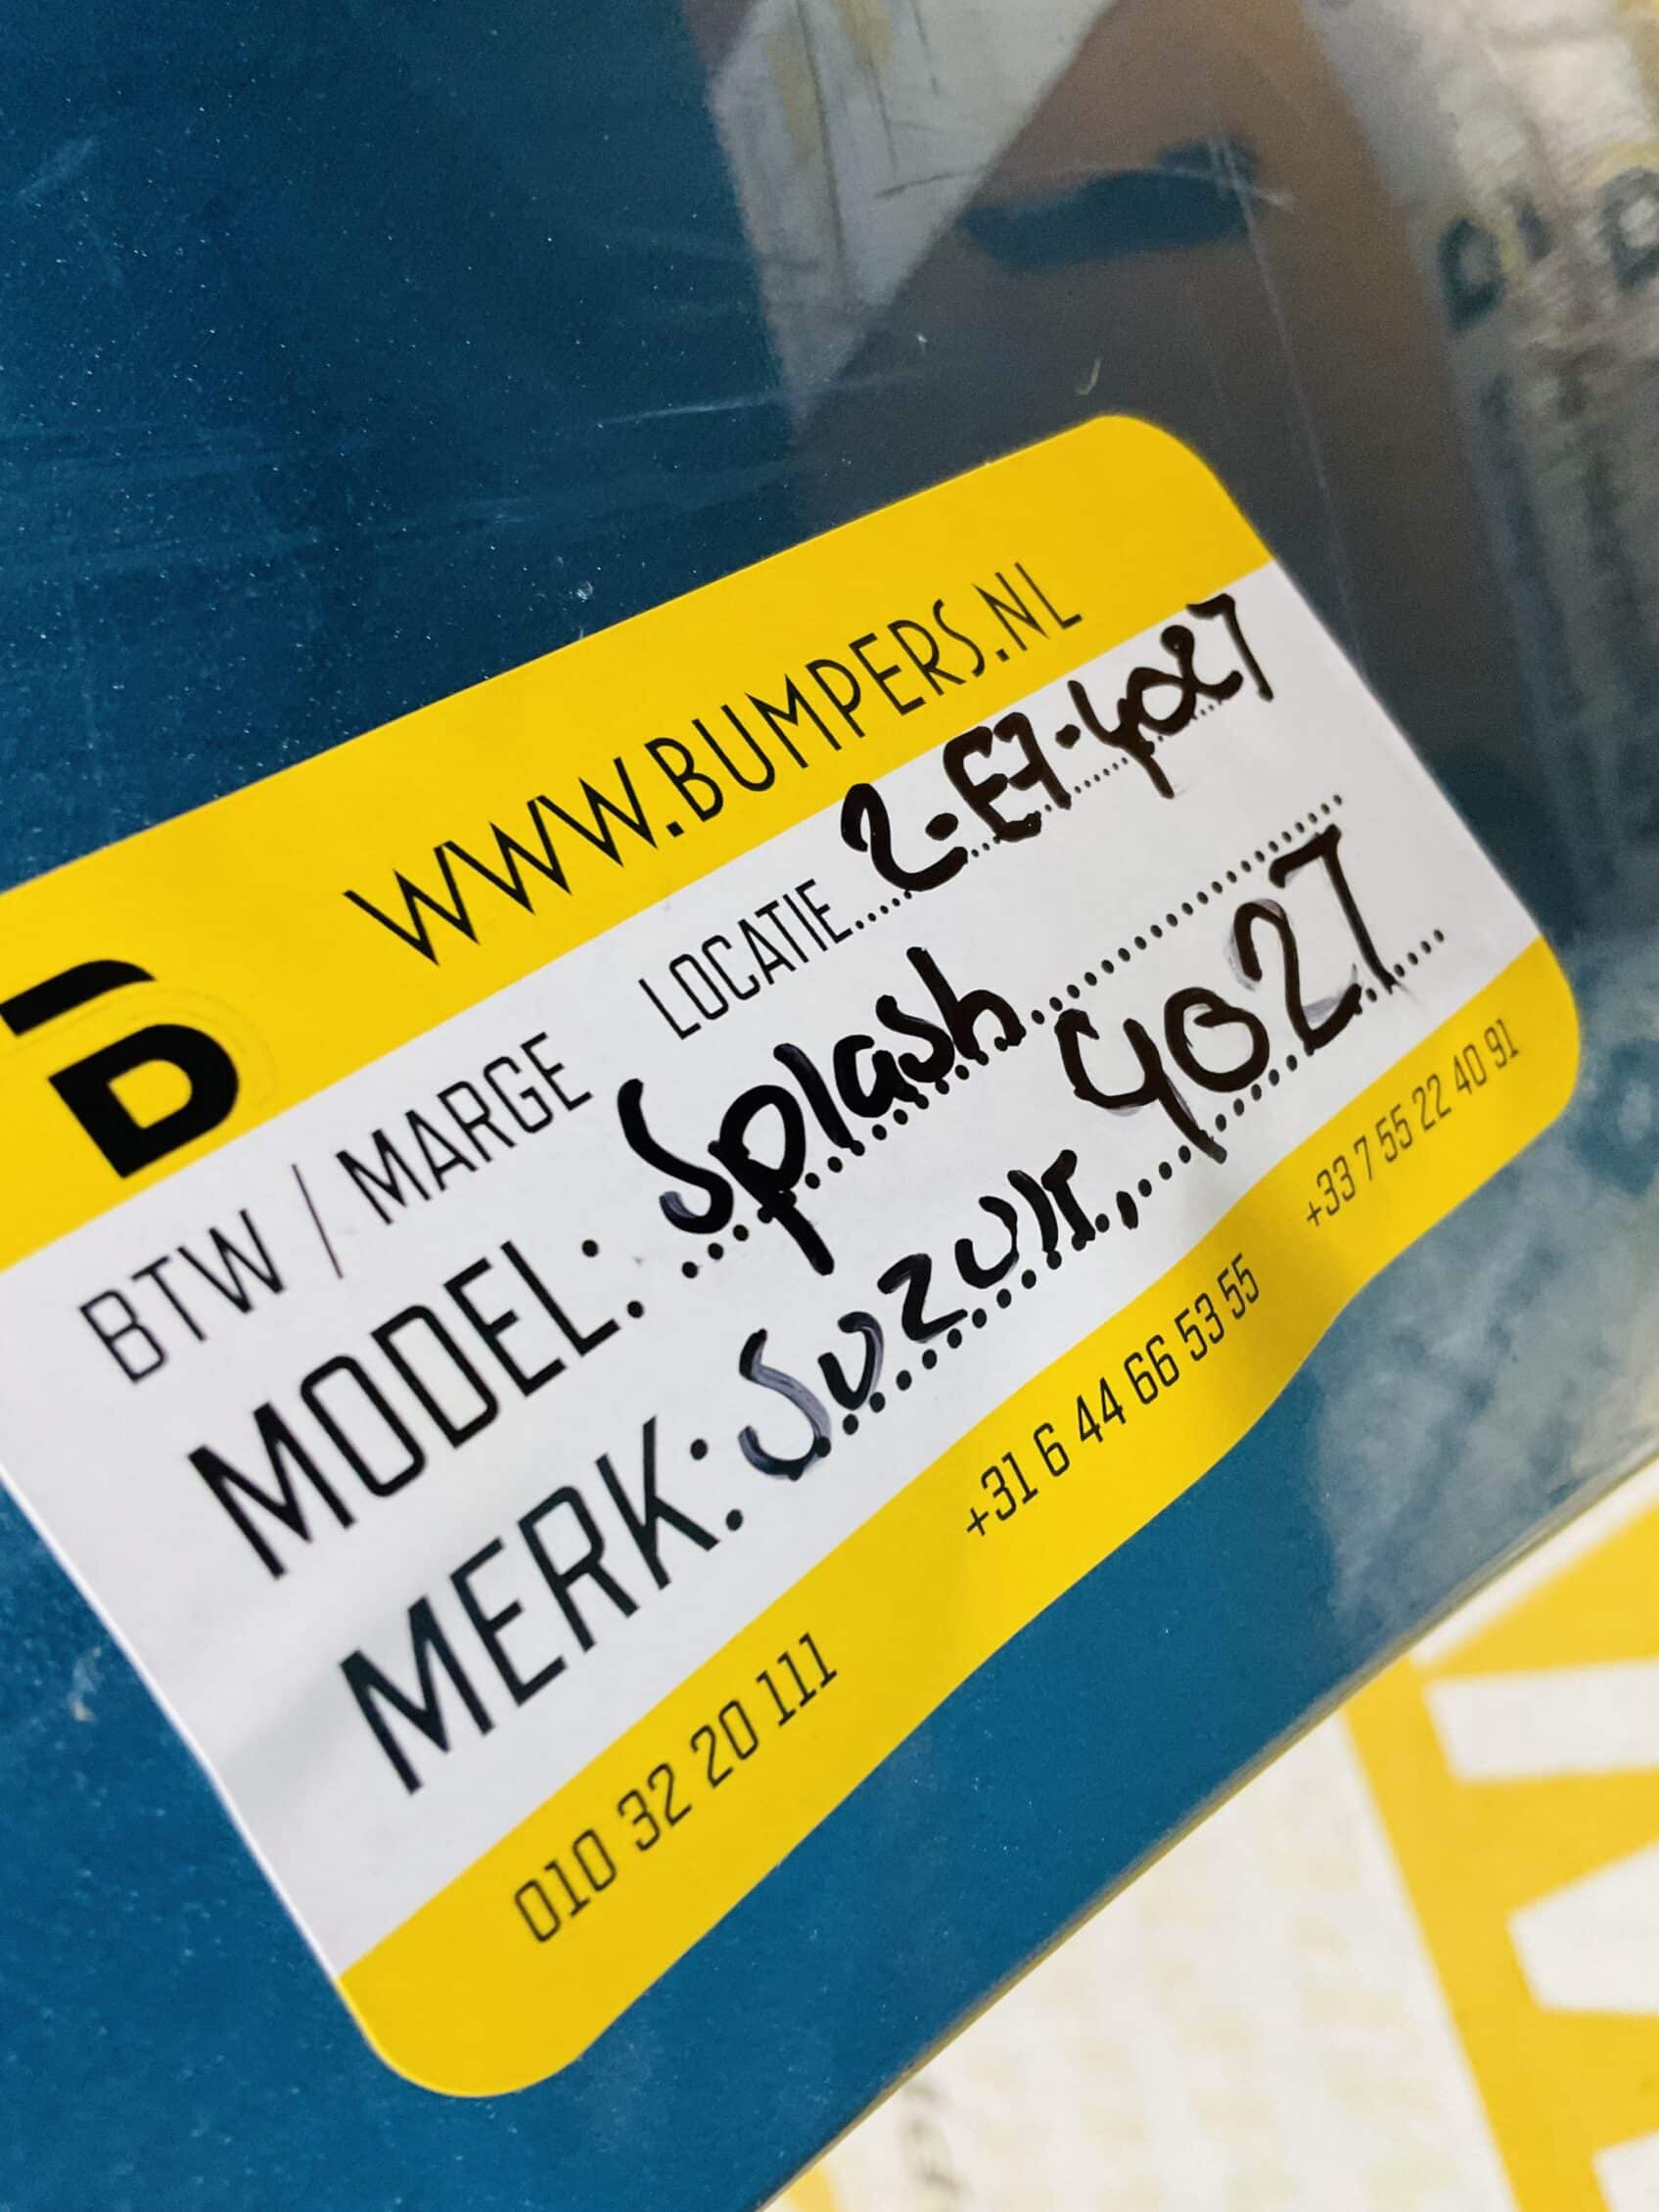 WWW.BUMPERS.NL
BTW / MARGE LOCATIE 2-E7-4027
MODEL: Splash
MERK: SUZUKI, 4027
010 32 20 111 +31 6 44 66 53 55 +33 7 55 22 40 91